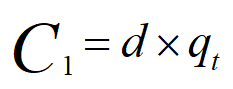 C₁ = d × qₜ